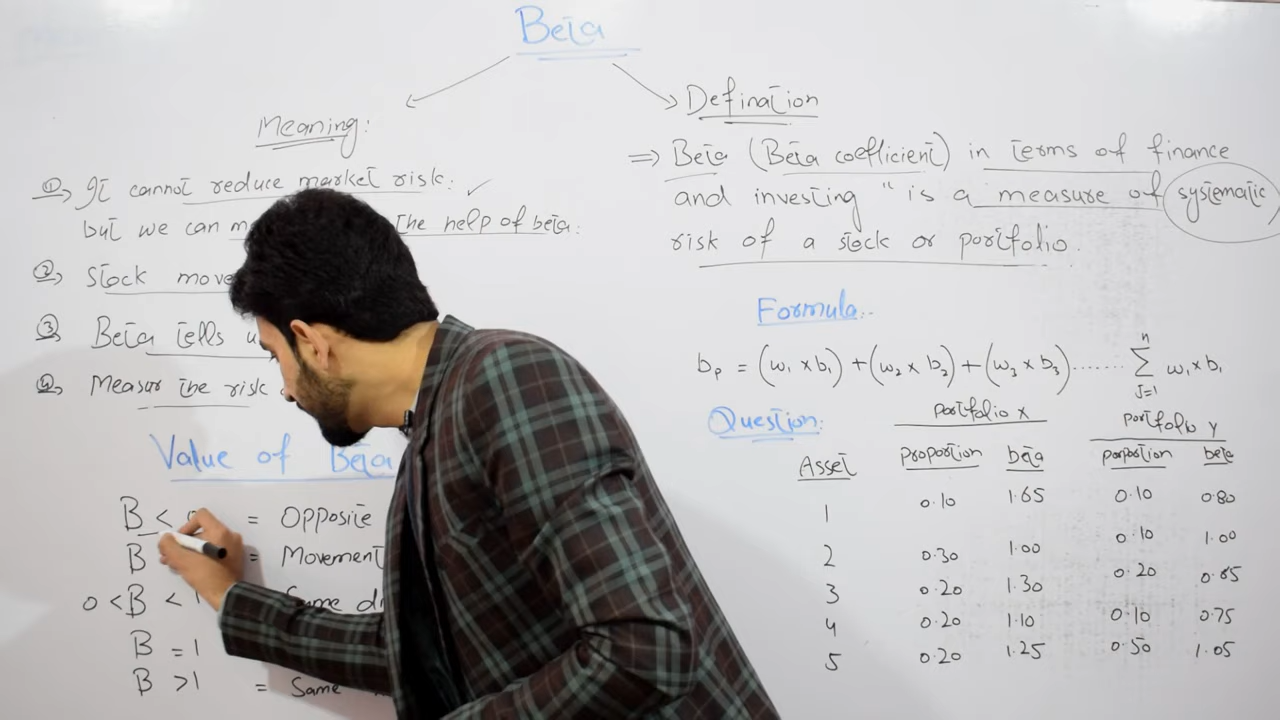 Beta
Meaning:
① It cannot reduce market risk:
but we can the help of beta:
② Stock
③ Beta tells
④ Measur the risk
Value of Beta
B < = Opposite
B = Movement
0 < B < 1 Same
B = 1
B > 1 = Same
Defination
⇒ Beta (Beta coefficient) in terms of finance
and investing " is a measure of systematic
risk of a stock or portfolio.
Formula:-
bp = (w1 × b1) + (w2 × b2) + (w3 × b3) ...... n Σ J=1 w1 × b1
Question:
portfolio X portfolio Y
Asset proportion beta porportion beta
1 0.10 1.65 0.10 0.80
2 0.30 1.00 0.10 1.00
3 0.20 1.30 0.20 0.65
4 0.20 1.10 0.10 0.75
5 0.20 1.25 0.50 1.05